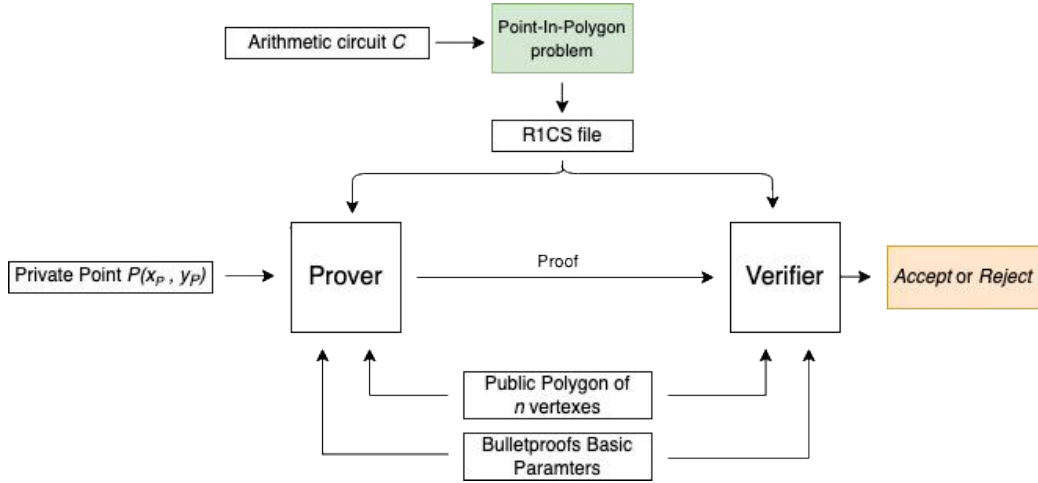 Point-In-Polygon
problem
Arithmetic circuit C
R1CS file
Proof
Private Point P(xₚ , yₚ)
Prover
Verifier
Accept or Reject
Public Polygon of
n vertexes
Bulletproofs Basic
Paramters